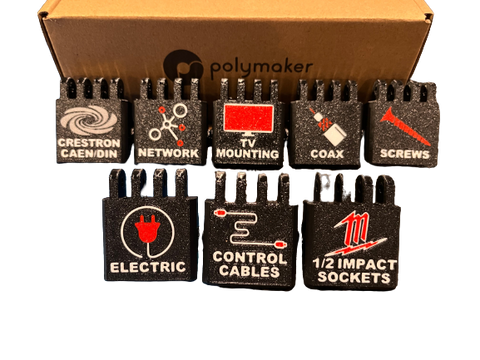 polymaker
CRESTRON
CAEN/DIN
NETWORK
TV
MOUNTING
COAX
SCREWS
ELECTRIC
CONTROL
CABLES
1/2 IMPACT
SOCKETS